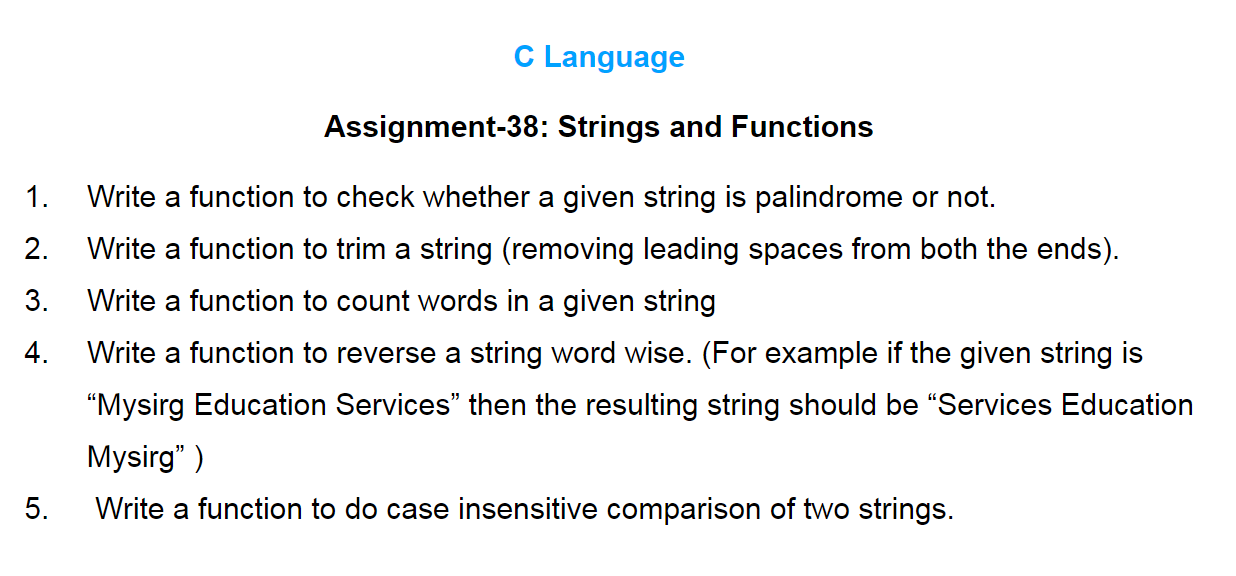 C Language
Assignment-38: Strings and Functions
1. Write a function to check whether a given string is palindrome or not.
2. Write a function to trim a string (removing leading spaces from both the ends).
3. Write a function to count words in a given string
4. Write a function to reverse a string word wise. (For example if the given string is
“Mysirg Education Services” then the resulting string should be “Services Education
Mysirg” )
5. Write a function to do case insensitive comparison of two strings.